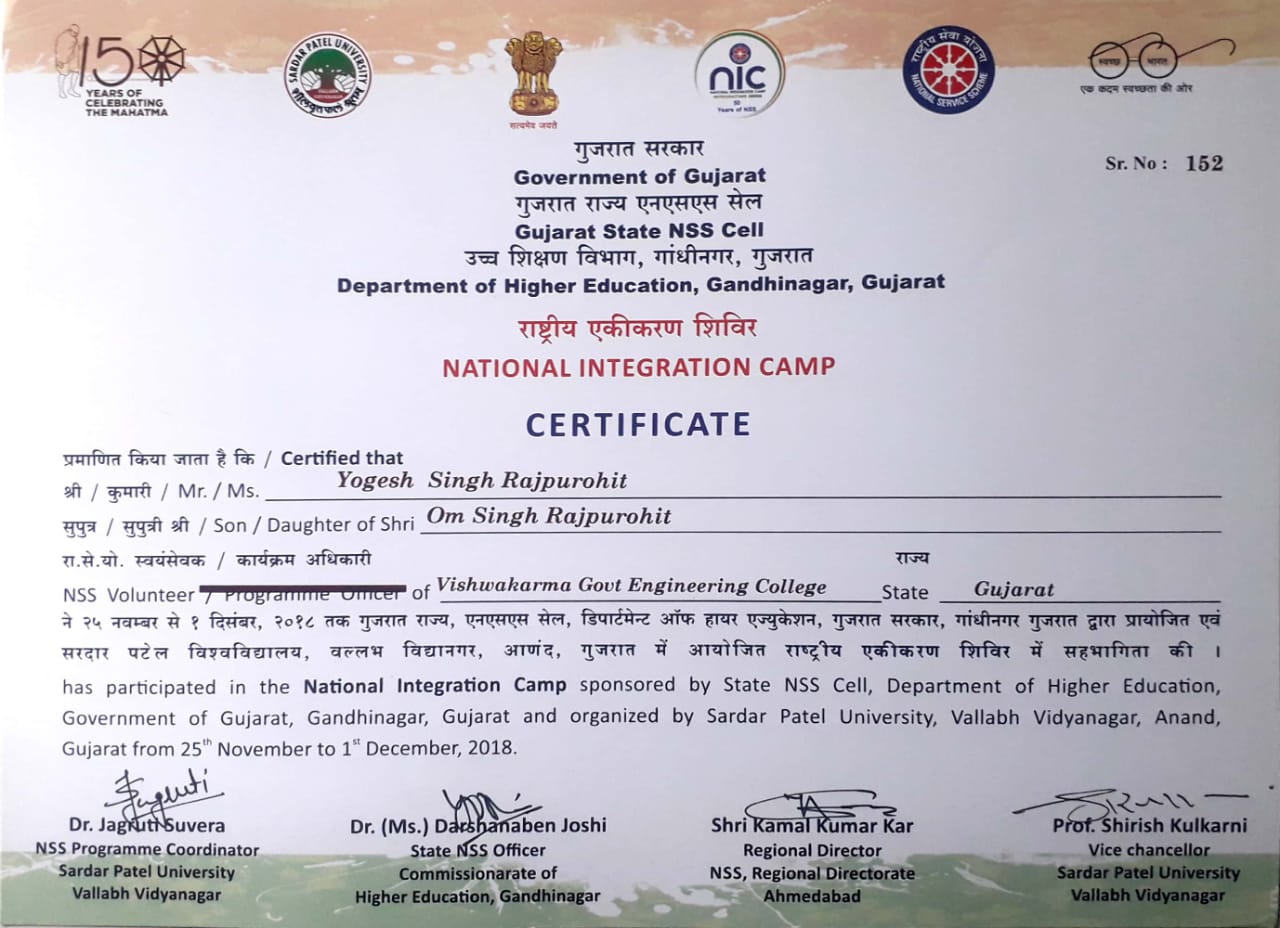 150
YEARS OF
CELEBRATING
THE MAHATMA
SARDAR PATEL UNIVERSITY
शीलवृत्तफला श्रुतम्
सत्यमेव जयते
nic
NATIONAL INTEGRATION CAMP
50
Years of NSS
राष्ट्रीय सेवा योजना
NATIONAL SERVICE SCHEME
स्वच्छ भारत
एक कदम स्वच्छता की ओर
Sr. No : 152
गुजरात सरकार
Government of Gujarat
गुजरात राज्य एनएसएस सेल
Gujarat State NSS Cell
उच्च शिक्षण विभाग, गांधीनगर, गुजरात
Department of Higher Education, Gandhinagar, Gujarat
राष्ट्रीय एकीकरण शिविर
NATIONAL INTEGRATION CAMP
CERTIFICATE
प्रमाणित किया जाता है कि / Certified that
श्री / कुमारी / Mr. / Ms. Yogesh Singh Rajpurohit
सुपुत्र / सुपुत्री श्री / Son / Daughter of Shri Om Singh Rajpurohit
रा.से.यो. स्वयंसेवक / कार्यक्रम अधिकारी राज्य
NSS Volunteer / Programme Officer of Vishwakarma Govt Engineering College State Gujarat
ने २५ नवम्बर से १ दिसंबर, २०१८ तक गुजरात राज्य, एनएसएस सेल, डिपार्टमेन्ट ऑफ हायर एज्युकेशन, गुजरात सरकार, गांधीनगर गुजरात द्वारा प्रायोजित एवं
सरदार पटेल विश्वविद्यालय, वल्लभ विद्यानगर, आणंद, गुजरात में आयोजित राष्ट्रीय एकीकरण शिविर में सहभागिता की ।
has participated in the National Integration Camp sponsored by State NSS Cell, Department of Higher Education,
Government of Gujarat, Gandhinagar, Gujarat and organized by Sardar Patel University, Vallabh Vidyanagar, Anand,
Gujarat from 25th November to 1st December, 2018.
Jagruti
Dr. Jagruti Suvera
NSS Programme Coordinator
Sardar Patel University
Vallabh Vidyanagar
Dr. (Ms.) Darshanaben Joshi
State NSS Officer
Commissionarate of
Higher Education, Gandhinagar
Shri Kamal Kumar Kar
Regional Director
NSS, Regional Directorate
Ahmedabad
Prof. Shirish Kulkarni
Vice chancellor
Sardar Patel University
Vallabh Vidyanagar